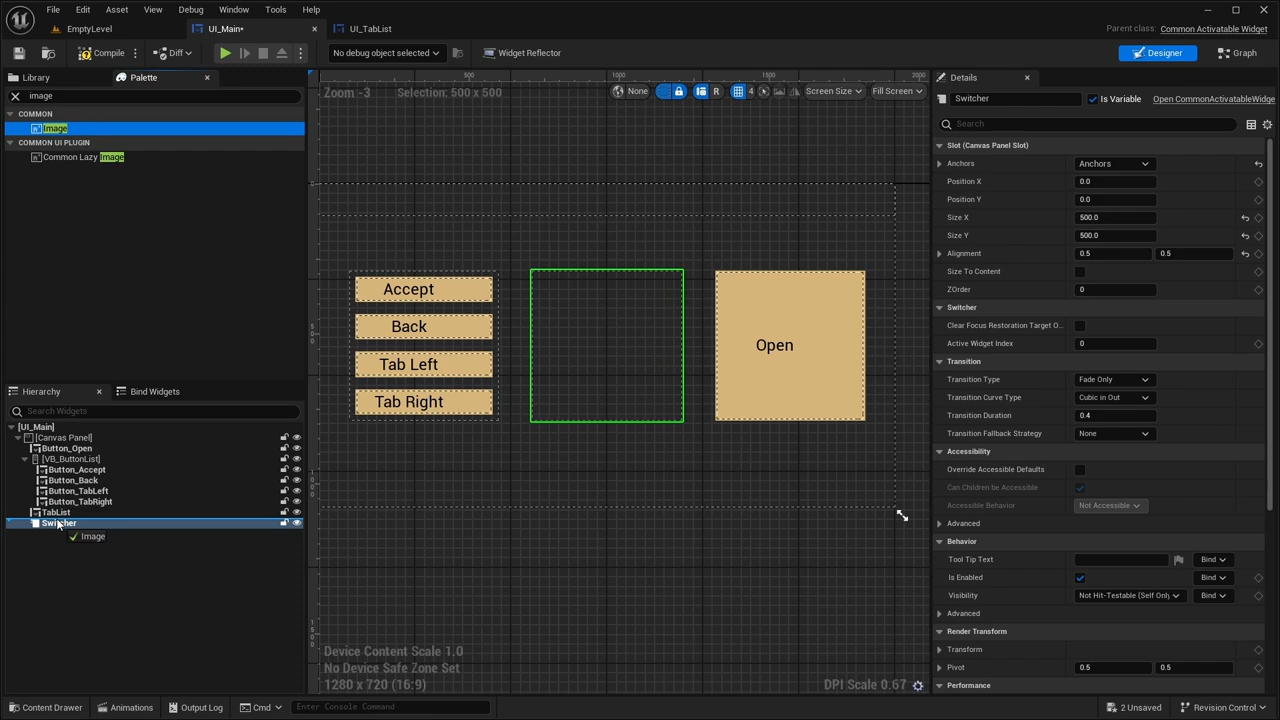 File Edit Asset View Debug Window Tools Help
EmptyLevel UI_Main* UI_TabList Parent class: Common Activatable Widget
Compile Diff No debug object selected Widget Reflector Designer Graph
Library Palette
image
COMMON
Image
COMMON UI PLUGIN
Common Lazy Image
Hierarchy Bind Widgets
Search Widgets
[UI_Main]
[Canvas Panel]
Button_Open
[VB_ButtonList]
Button_Accept
Button_Back
Button_TabLeft
Button_TabRight
TabList
Switcher
Image
500 1000 1500 2000
Zoom -3 Selection: 500 x 500 None R 4 Screen Size Fill Screen
Accept
Back
Tab Left
Tab Right
Open
Device Content Scale 1.0
No Device Safe Zone Set
1280 x 720 (16:9) DPI Scale 0.67
Details
Switcher Is Variable Open CommonActivatableWidge
Search
Slot (Canvas Panel Slot)
Anchors Anchors
Position X 0.0
Position Y 0.0
Size X 500.0
Size Y 500.0
Alignment 0.5 0.5
Size To Content
ZOrder 0
Switcher
Clear Focus Restoration Target O...
Active Widget Index 0
Transition
Transition Type Fade Only
Transition Curve Type Cubic in Out
Transition Duration 0.4
Transition Fallback Strategy None
Accessibility
Override Accessible Defaults
Can Children be Accessible
Accessible Behavior Not Accessible
Advanced
Behavior
Tool Tip Text Bind
Is Enabled Bind
Visibility Not Hit-Testable (Self Only Bind
Advanced
Render Transform
Transform
Pivot 0.5 0.5
Performance
Content Drawer Animations Output Log Cmd Enter Console Command 2 Unsaved Revision Control